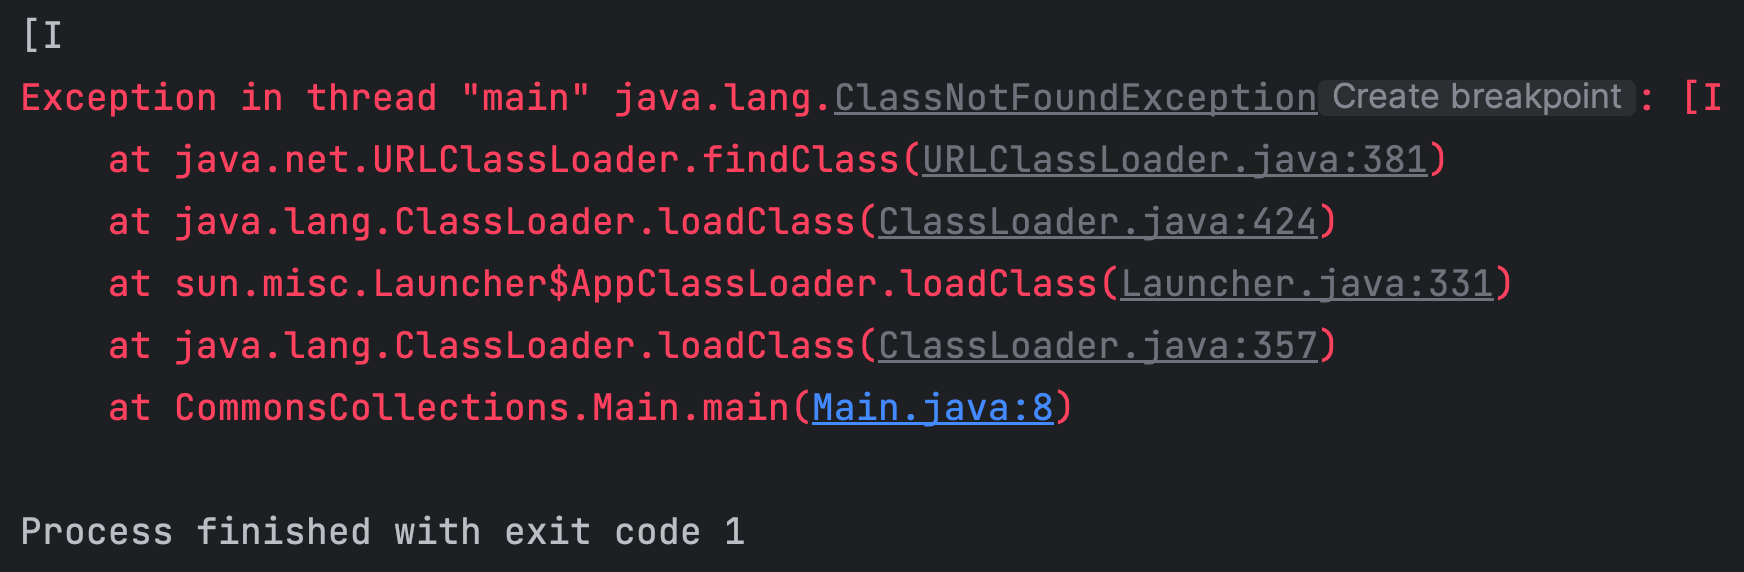 [I
Exception in thread "main" java.lang.ClassNotFoundException Create breakpoint : [I
    at java.net.URLClassLoader.findClass(URLClassLoader.java:381)
    at java.lang.ClassLoader.loadClass(ClassLoader.java:424)
    at sun.misc.Launcher$AppClassLoader.loadClass(Launcher.java:331)
    at java.lang.ClassLoader.loadClass(ClassLoader.java:357)
    at CommonsCollections.Main.main(Main.java:8)
Process finished with exit code 1